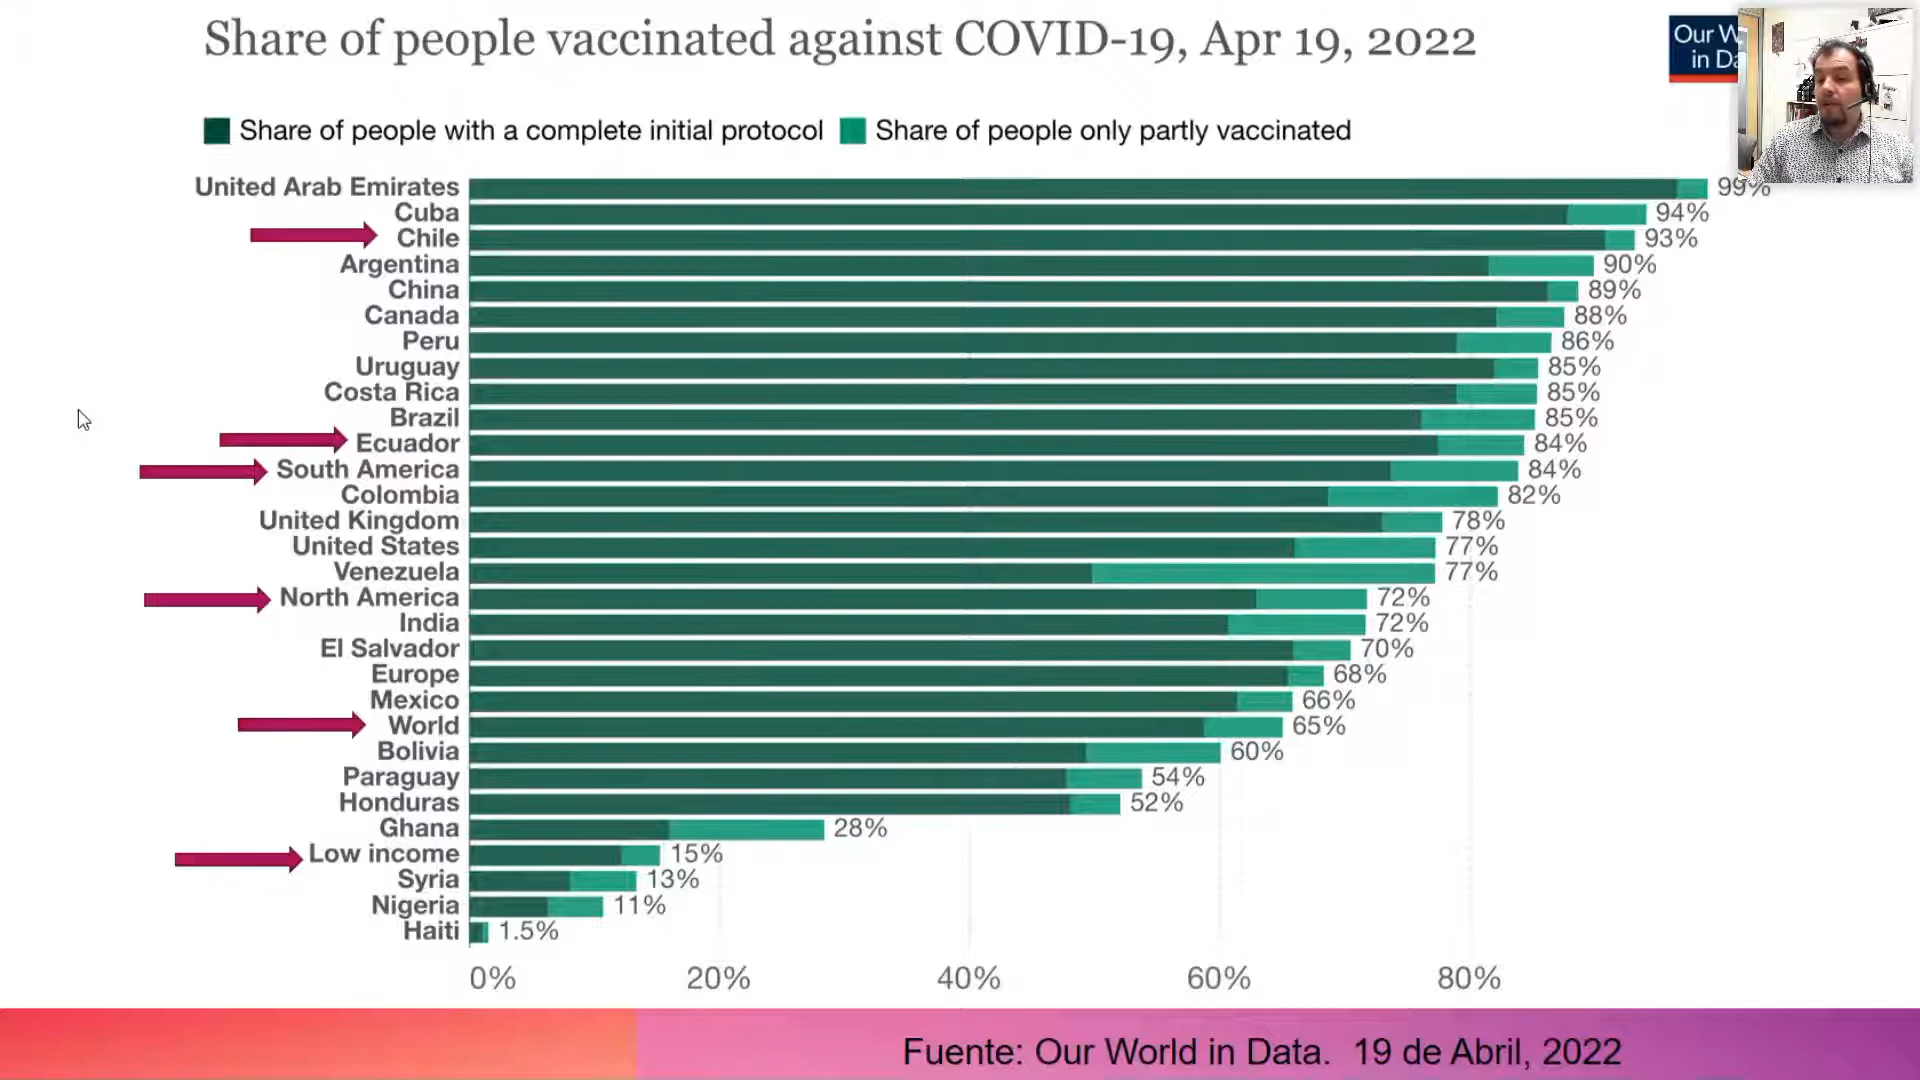 Share of people vaccinated against COVID-19, Apr 19, 2022
Our W
in Da
Share of people with a complete initial protocol Share of people only partly vaccinated
United Arab Emirates 99%
Cuba 94%
Chile 93%
Argentina 90%
China 89%
Canada 88%
Peru 86%
Uruguay 85%
Costa Rica 85%
Brazil 85%
Ecuador 84%
South America 84%
Colombia 82%
United Kingdom 78%
United States 77%
Venezuela 77%
North America 72%
India 72%
El Salvador 70%
Europe 68%
Mexico 66%
World 65%
Bolivia 60%
Paraguay 54%
Honduras 52%
Ghana 28%
Low income 15%
Syria 13%
Nigeria 11%
Haiti 1.5%
0% 20% 40% 60% 80%
Fuente: Our World in Data. 19 de Abril, 2022